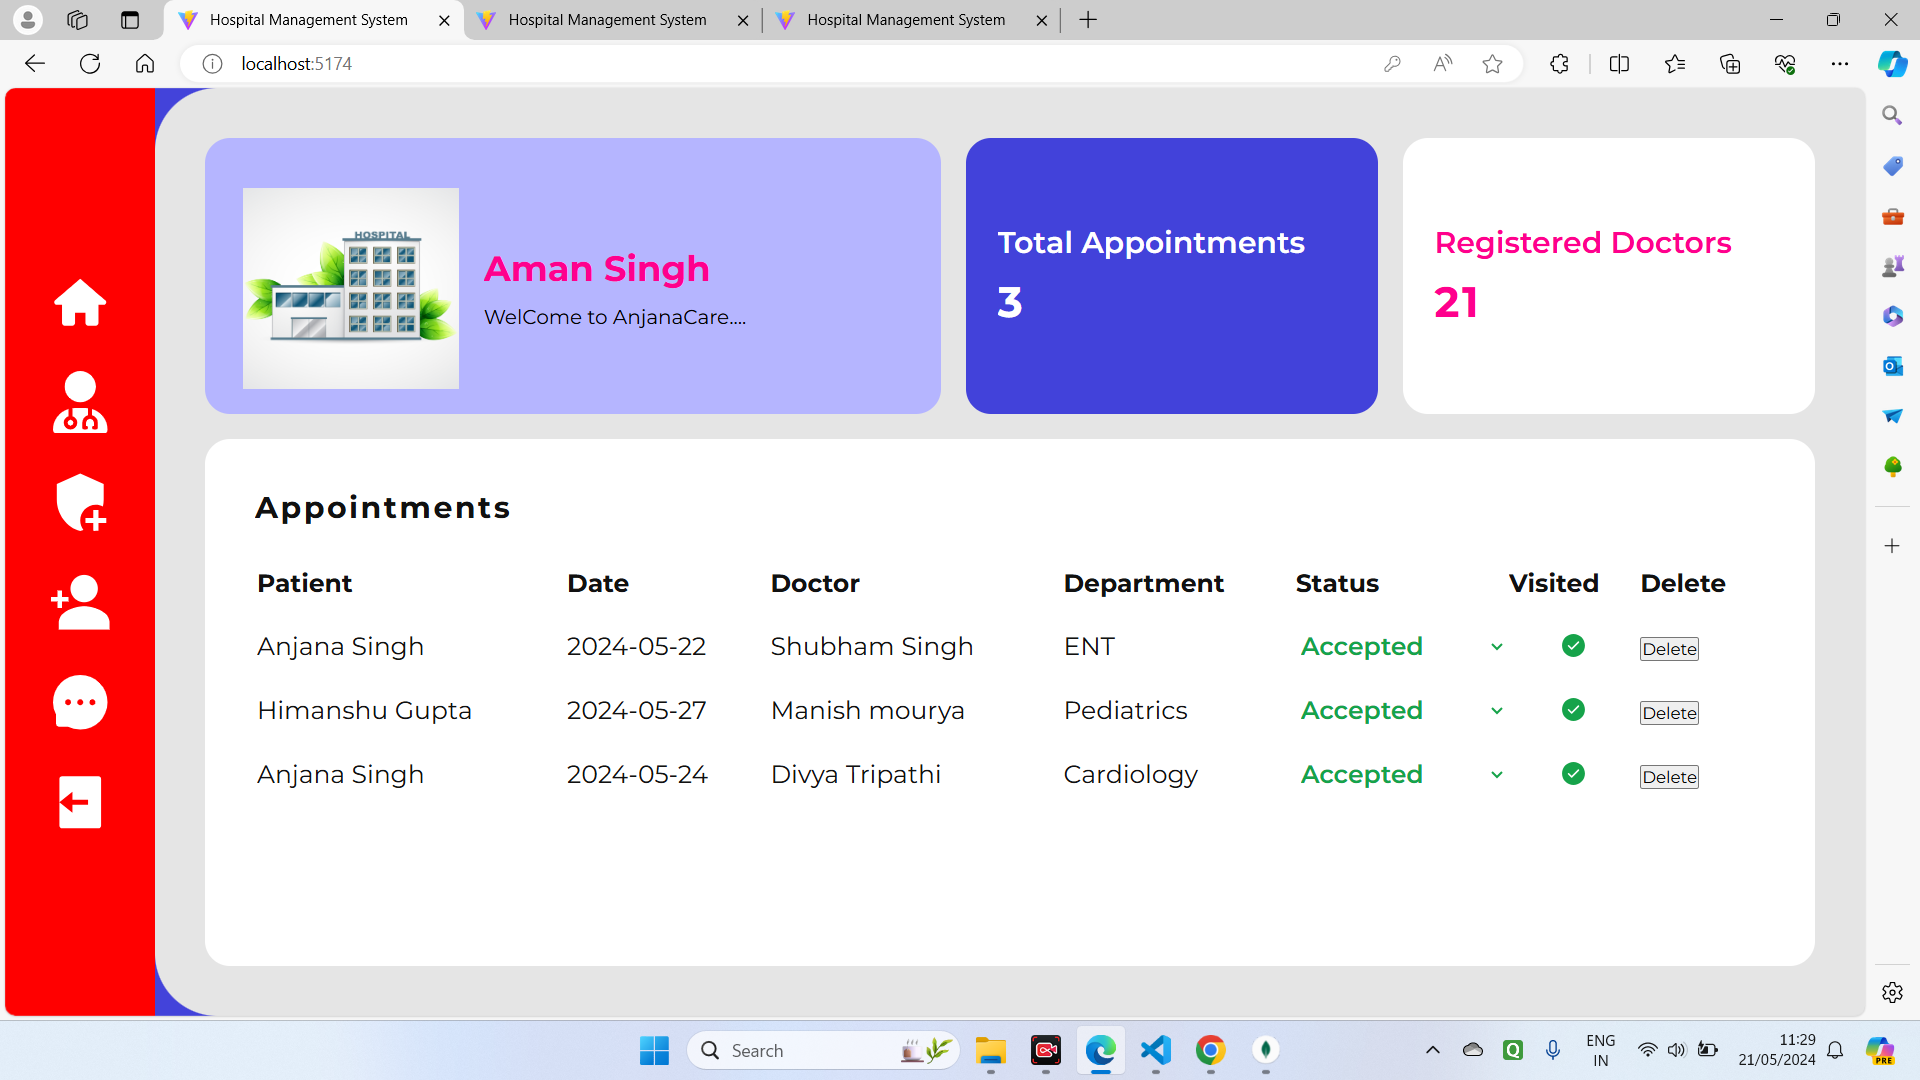 Hospital Management System
Hospital Management System
Hospital Management System
localhost:5174
HOSPITAL
Aman Singh
WelCome to AnjanaCare....
Total Appointments
3
Registered Doctors
21
Appointments
Patient Date Doctor Department Status Visited Delete
Anjana Singh 2024-05-22 Shubham Singh ENT Accepted Delete
Himanshu Gupta 2024-05-27 Manish mourya Pediatrics Accepted Delete
Anjana Singh 2024-05-24 Divya Tripathi Cardiology Accepted Delete
Search
ENG
IN
11:29
21/05/2024
PRE